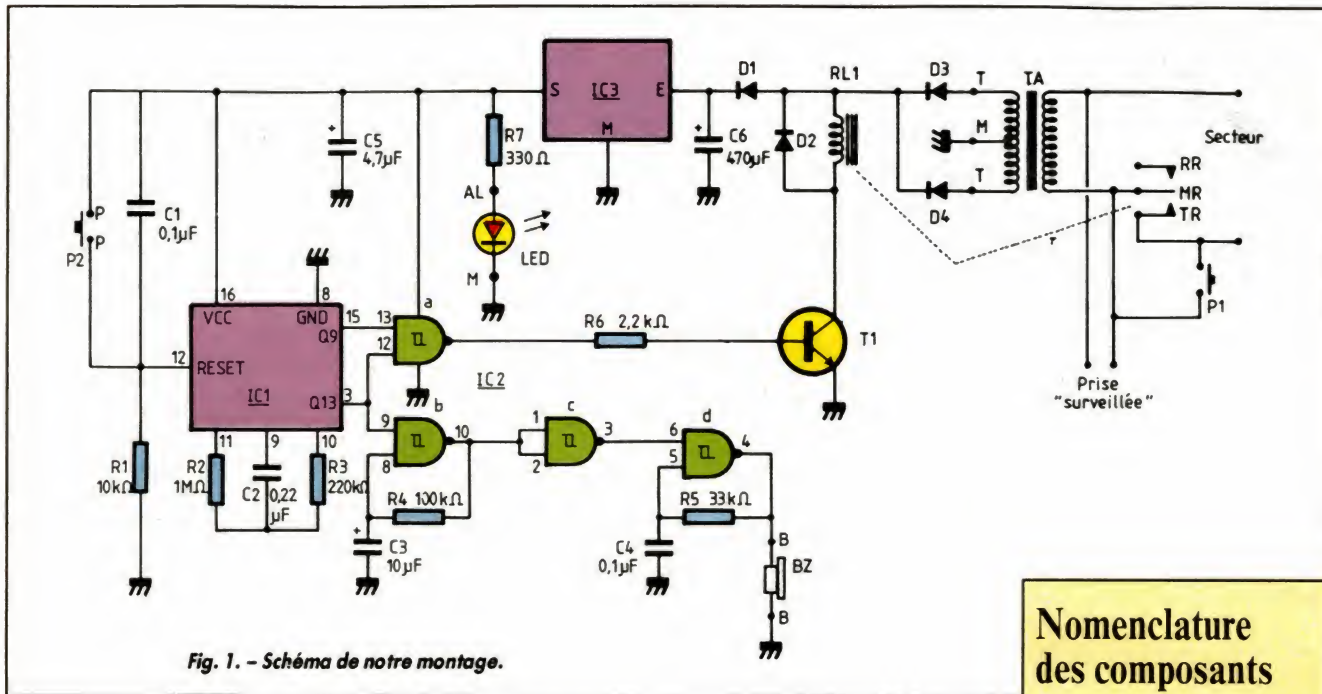 D1
RL1
D3
T
TA
S
IC3
E
M
P
P
P2
C1
0,1µF
C5
4,7µF
R7
330Ω
C6
470µF
D2
M
T
D4
Secteur
RR
MR
TR
AL
LED
M
P1
16
8
VCC
GND
Q9
15
13
a
12
RESET
12
IC1
Q13
3
IC2
R6 2,2 kΩ
T1
Prise
"surveillée"
b
9
8
10
c
1
2
3
d
6
5
4
11
9
10
R1
10kΩ
R2
1MΩ
C2
0,22
µF
R3
220kΩ
R4 100kΩ
R5 33kΩ
C3
10µF
C4
0,1µF
B
BZ
B
Fig. 1. – Schéma de notre montage.
Nomenclature
des composants